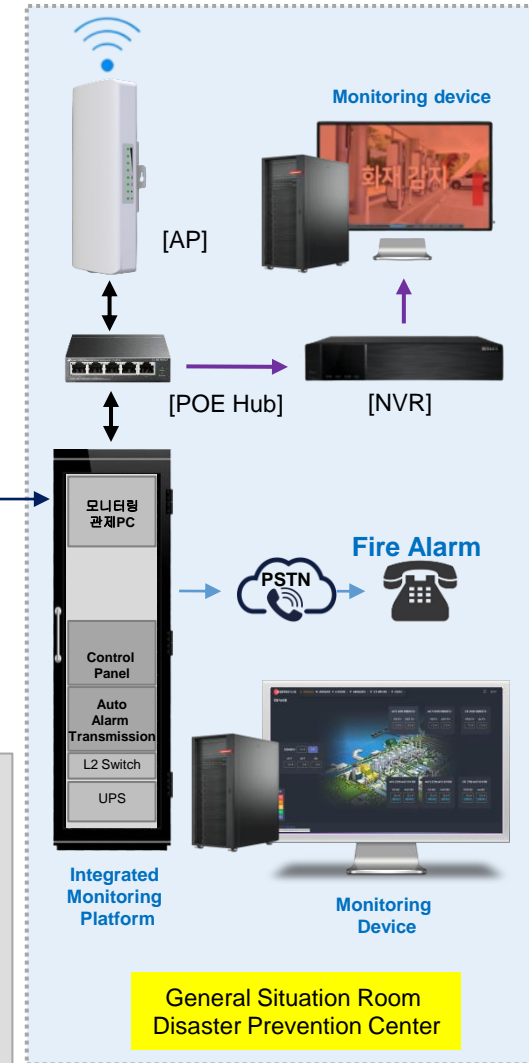 Monitoring device
화재 감지
[AP]
[POE Hub]
[NVR]
모니터링
관제PC
Control
Panel
Auto
Alarm
Transmission
L2 Switch
UPS
PSTN
Fire Alarm
Integrated
Monitoring
Platform
Monitoring
Device
General Situation Room
Disaster Prevention Center